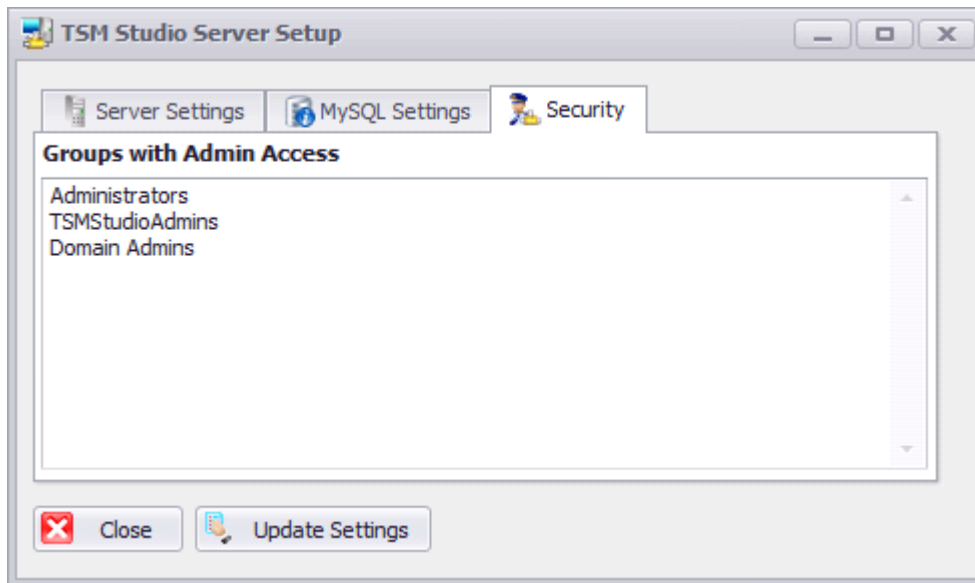 TSM Studio Server Setup
Server Settings
MySQL Settings
Security
Groups with Admin Access
Administrators
TSMStudioAdmins
Domain Admins
Close
Update Settings